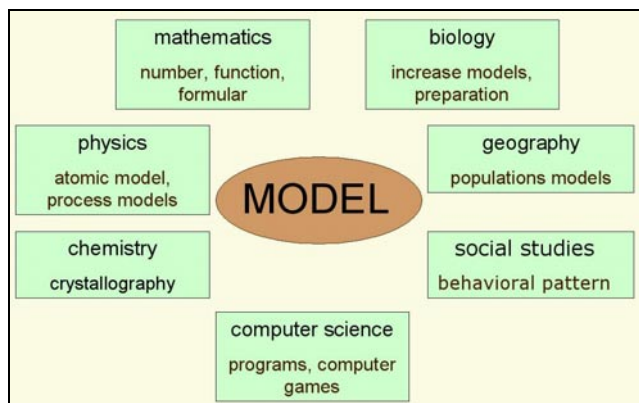 mathematics
number, function,
formular
biology
increase models,
preparation
physics
atomic model,
process models
geography
populations models
MODEL
chemistry
crystallography
social studies
behavioral pattern
computer science
programs, computer
games